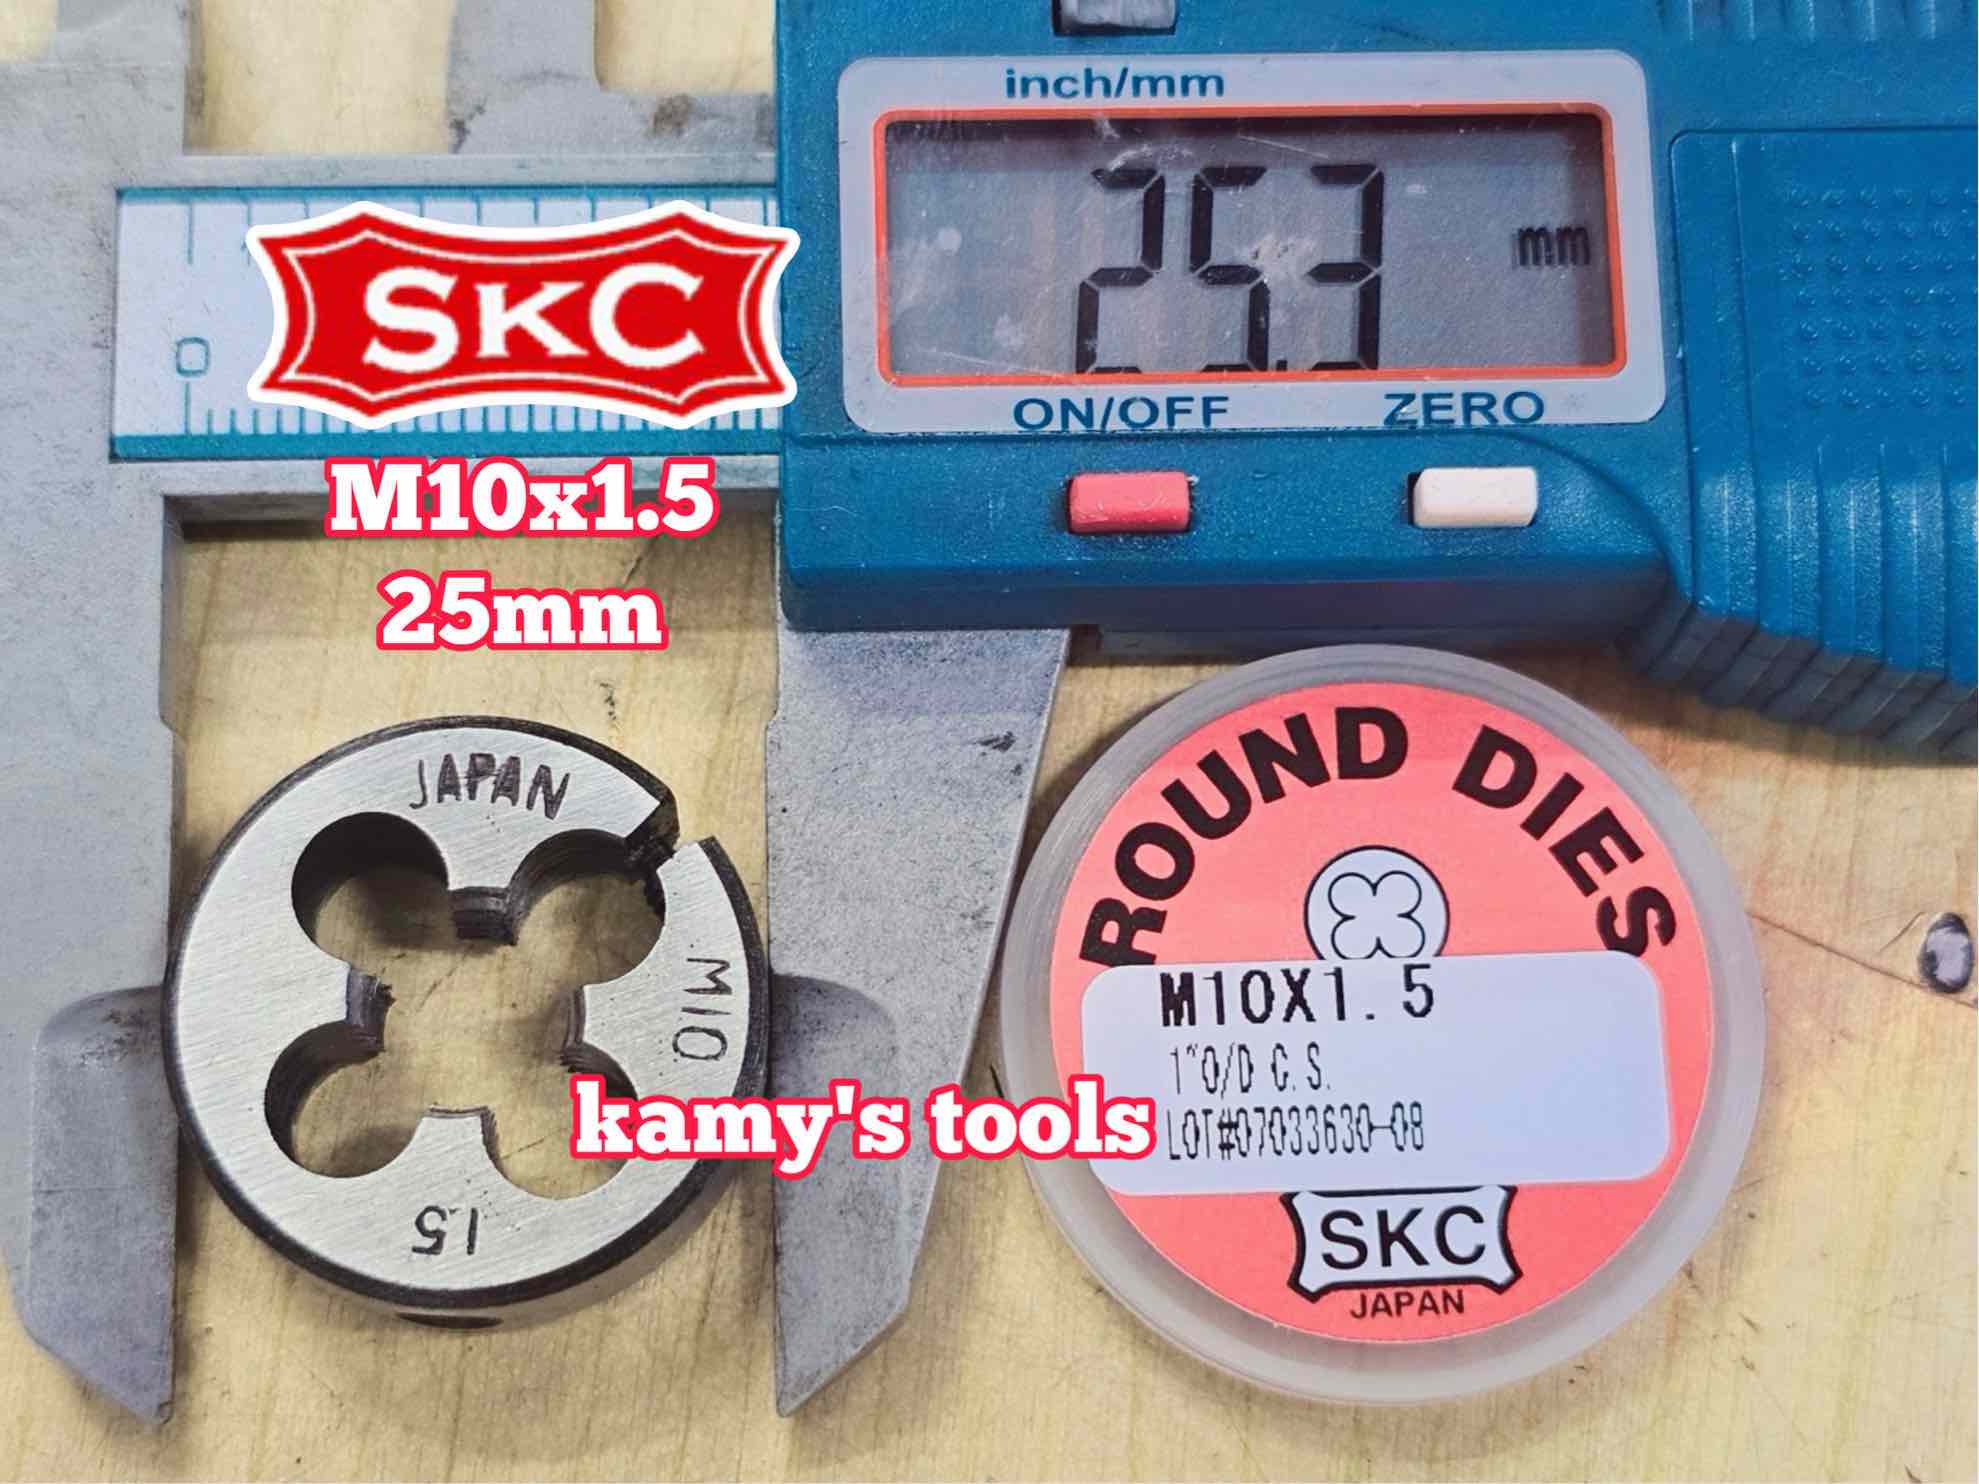 inch/mm
25.3 mm
ON/OFF ZERO
0
SKC
M10x1.5
25mm
JAPAN
M10
1.5
kamy's tools
ROUND DIES
M10X1.5
1"O/D C.S.
LOT#07033630-08
SKC
JAPAN